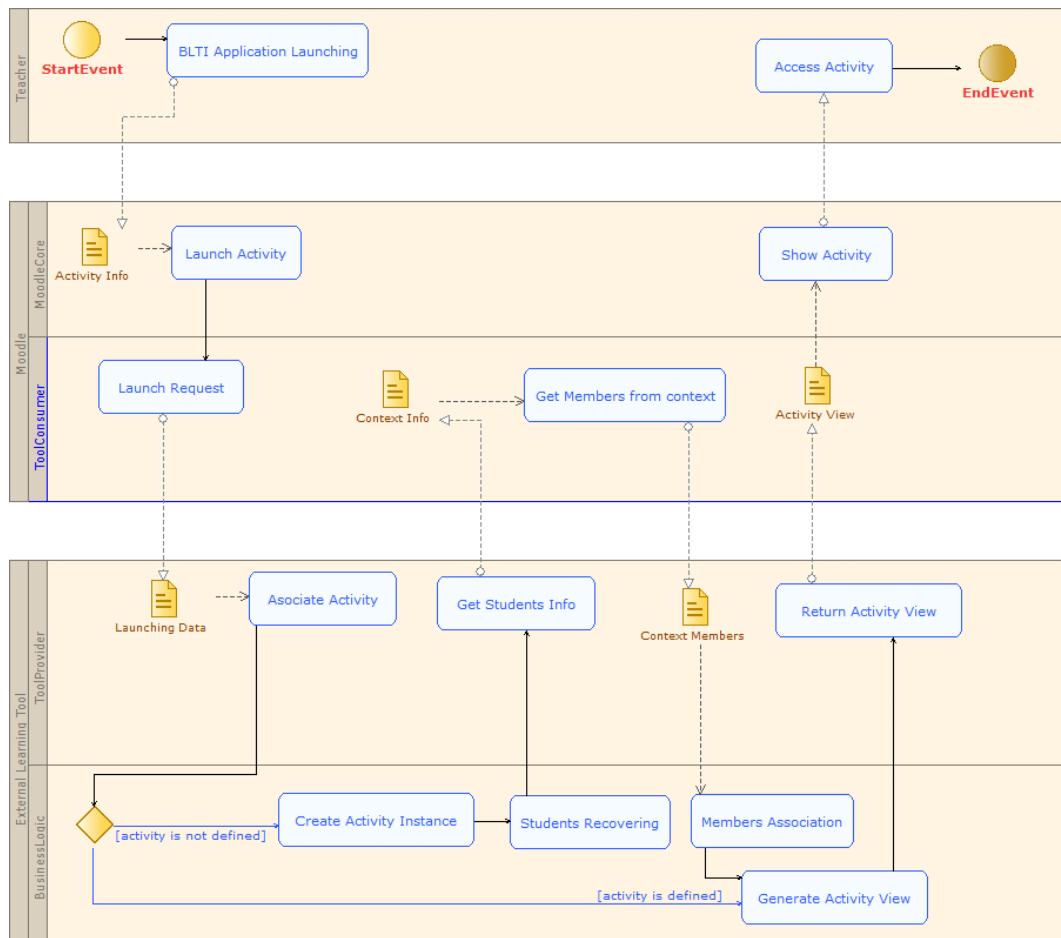 Teacher
StartEvent
BLTI Application Launching
Access Activity
EndEvent
Moodle
MoodleCore
Activity Info
Launch Activity
Show Activity
ToolConsumer
Launch Request
Context Info
Get Members from context
Activity View
External Learning Tool
ToolProvider
Launching Data
Asociate Activity
Get Students Info
Context Members
Return Activity View
BusinessLogic
[activity is not defined]
Create Activity Instance
Students Recovering
Members Association
[activity is defined]
Generate Activity View